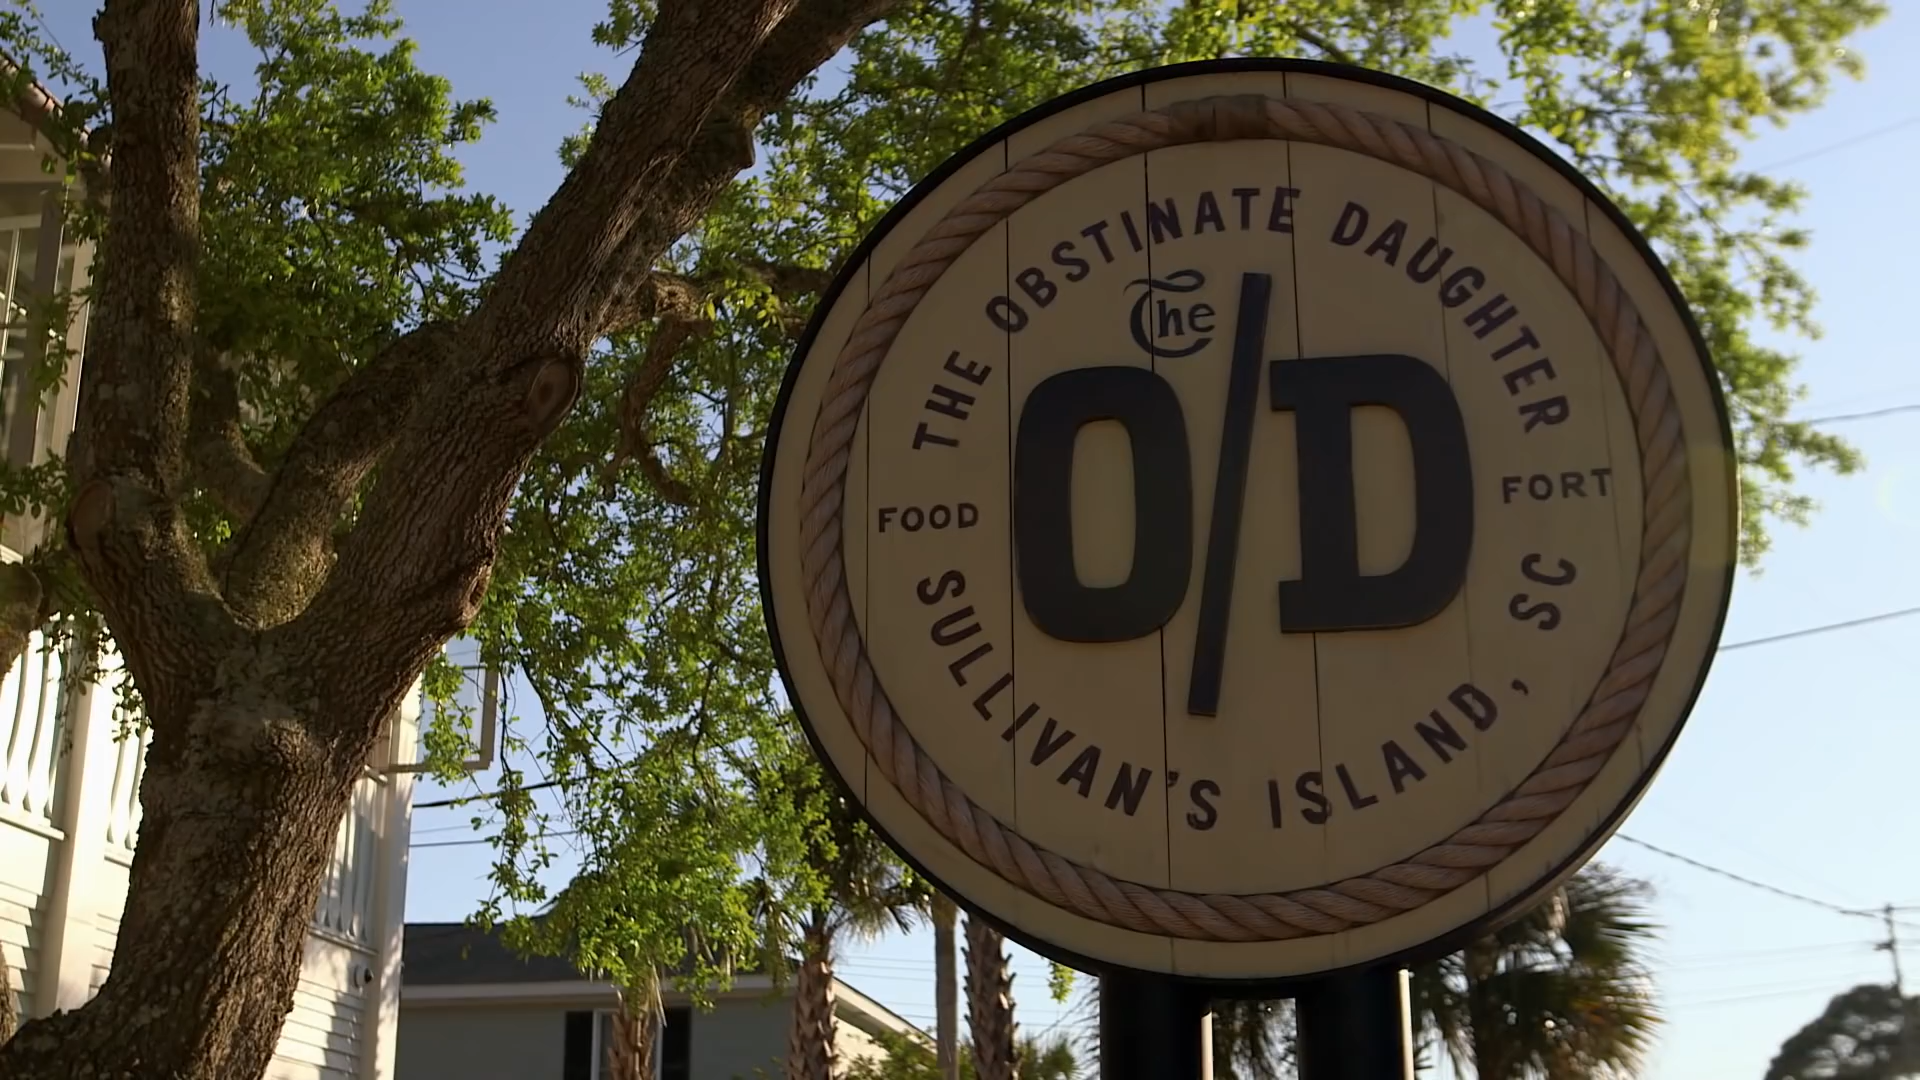 THE OBSTINATE DAUGHTER
The
O/D
FOOD
FORT
SULLIVAN'S ISLAND, SC